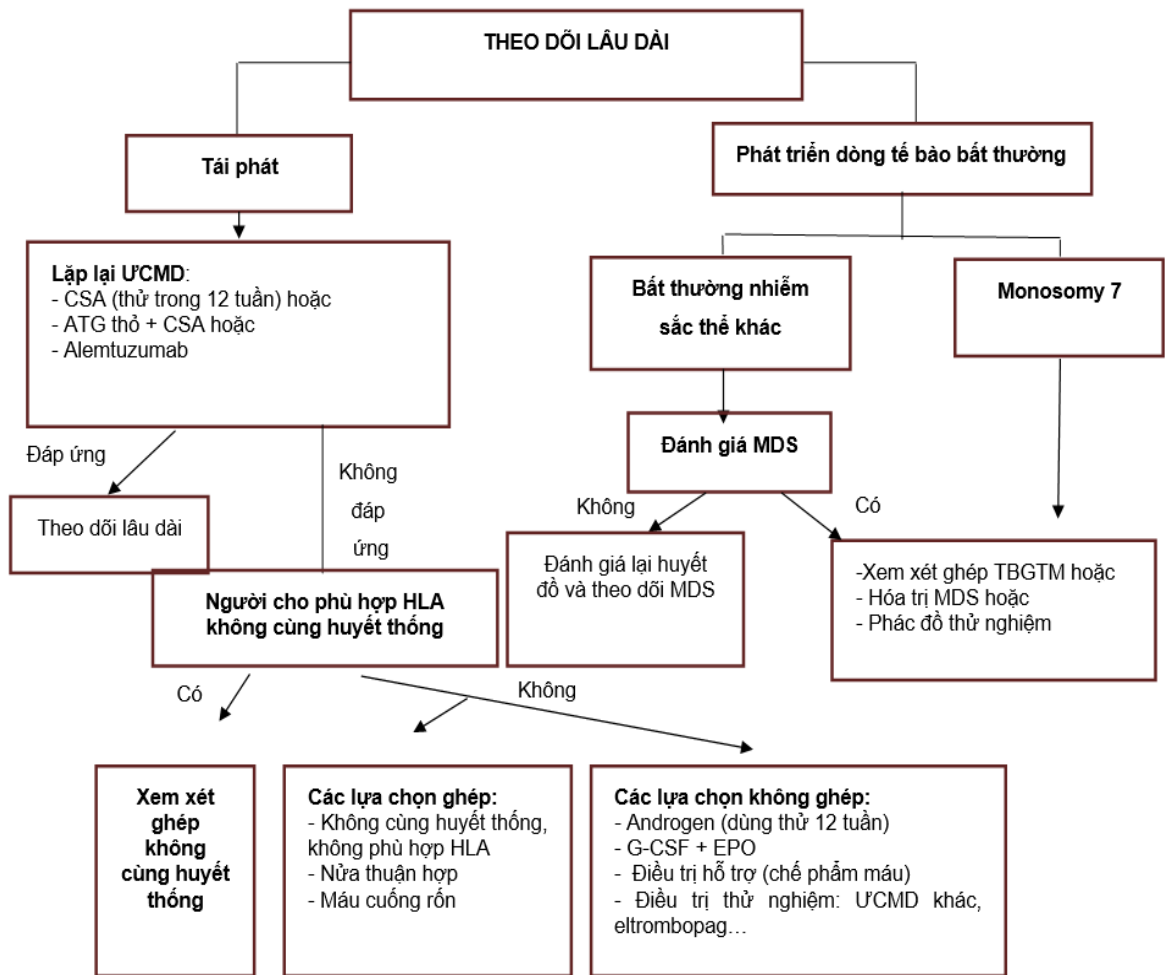 THEO DÕI LÂU DÀI
Tái phát
Phát triển dòng tế bào bất thường
Lặp lại ƯCMD:
- CSA (thử trong 12 tuần) hoặc
- ATG thỏ + CSA hoặc
- Alemtuzumab
Bất thường nhiễm
sắc thể khác
Monosomy 7
Đánh giá MDS
Đáp ứng
Không
đáp
ứng
Không
Có
Theo dõi lâu dài
Đánh giá lại huyết
đồ và theo dõi MDS
-Xem xét ghép TBGTM hoặc
- Hóa trị MDS hoặc
- Phác đồ thử nghiệm
Người cho phù hợp HLA
không cùng huyết thống
Có
Không
Xem xét
ghép
không
cùng huyết
thống
Các lựa chọn ghép:
- Không cùng huyết thống,
không phù hợp HLA
- Nửa thuận hợp
- Máu cuống rốn
Các lựa chọn không ghép:
- Androgen (dùng thử 12 tuần)
- G-CSF + EPO
- Điều trị hỗ trợ (chế phẩm máu)
- Điều trị thử nghiệm: ƯCMD khác,
eltrombopag…